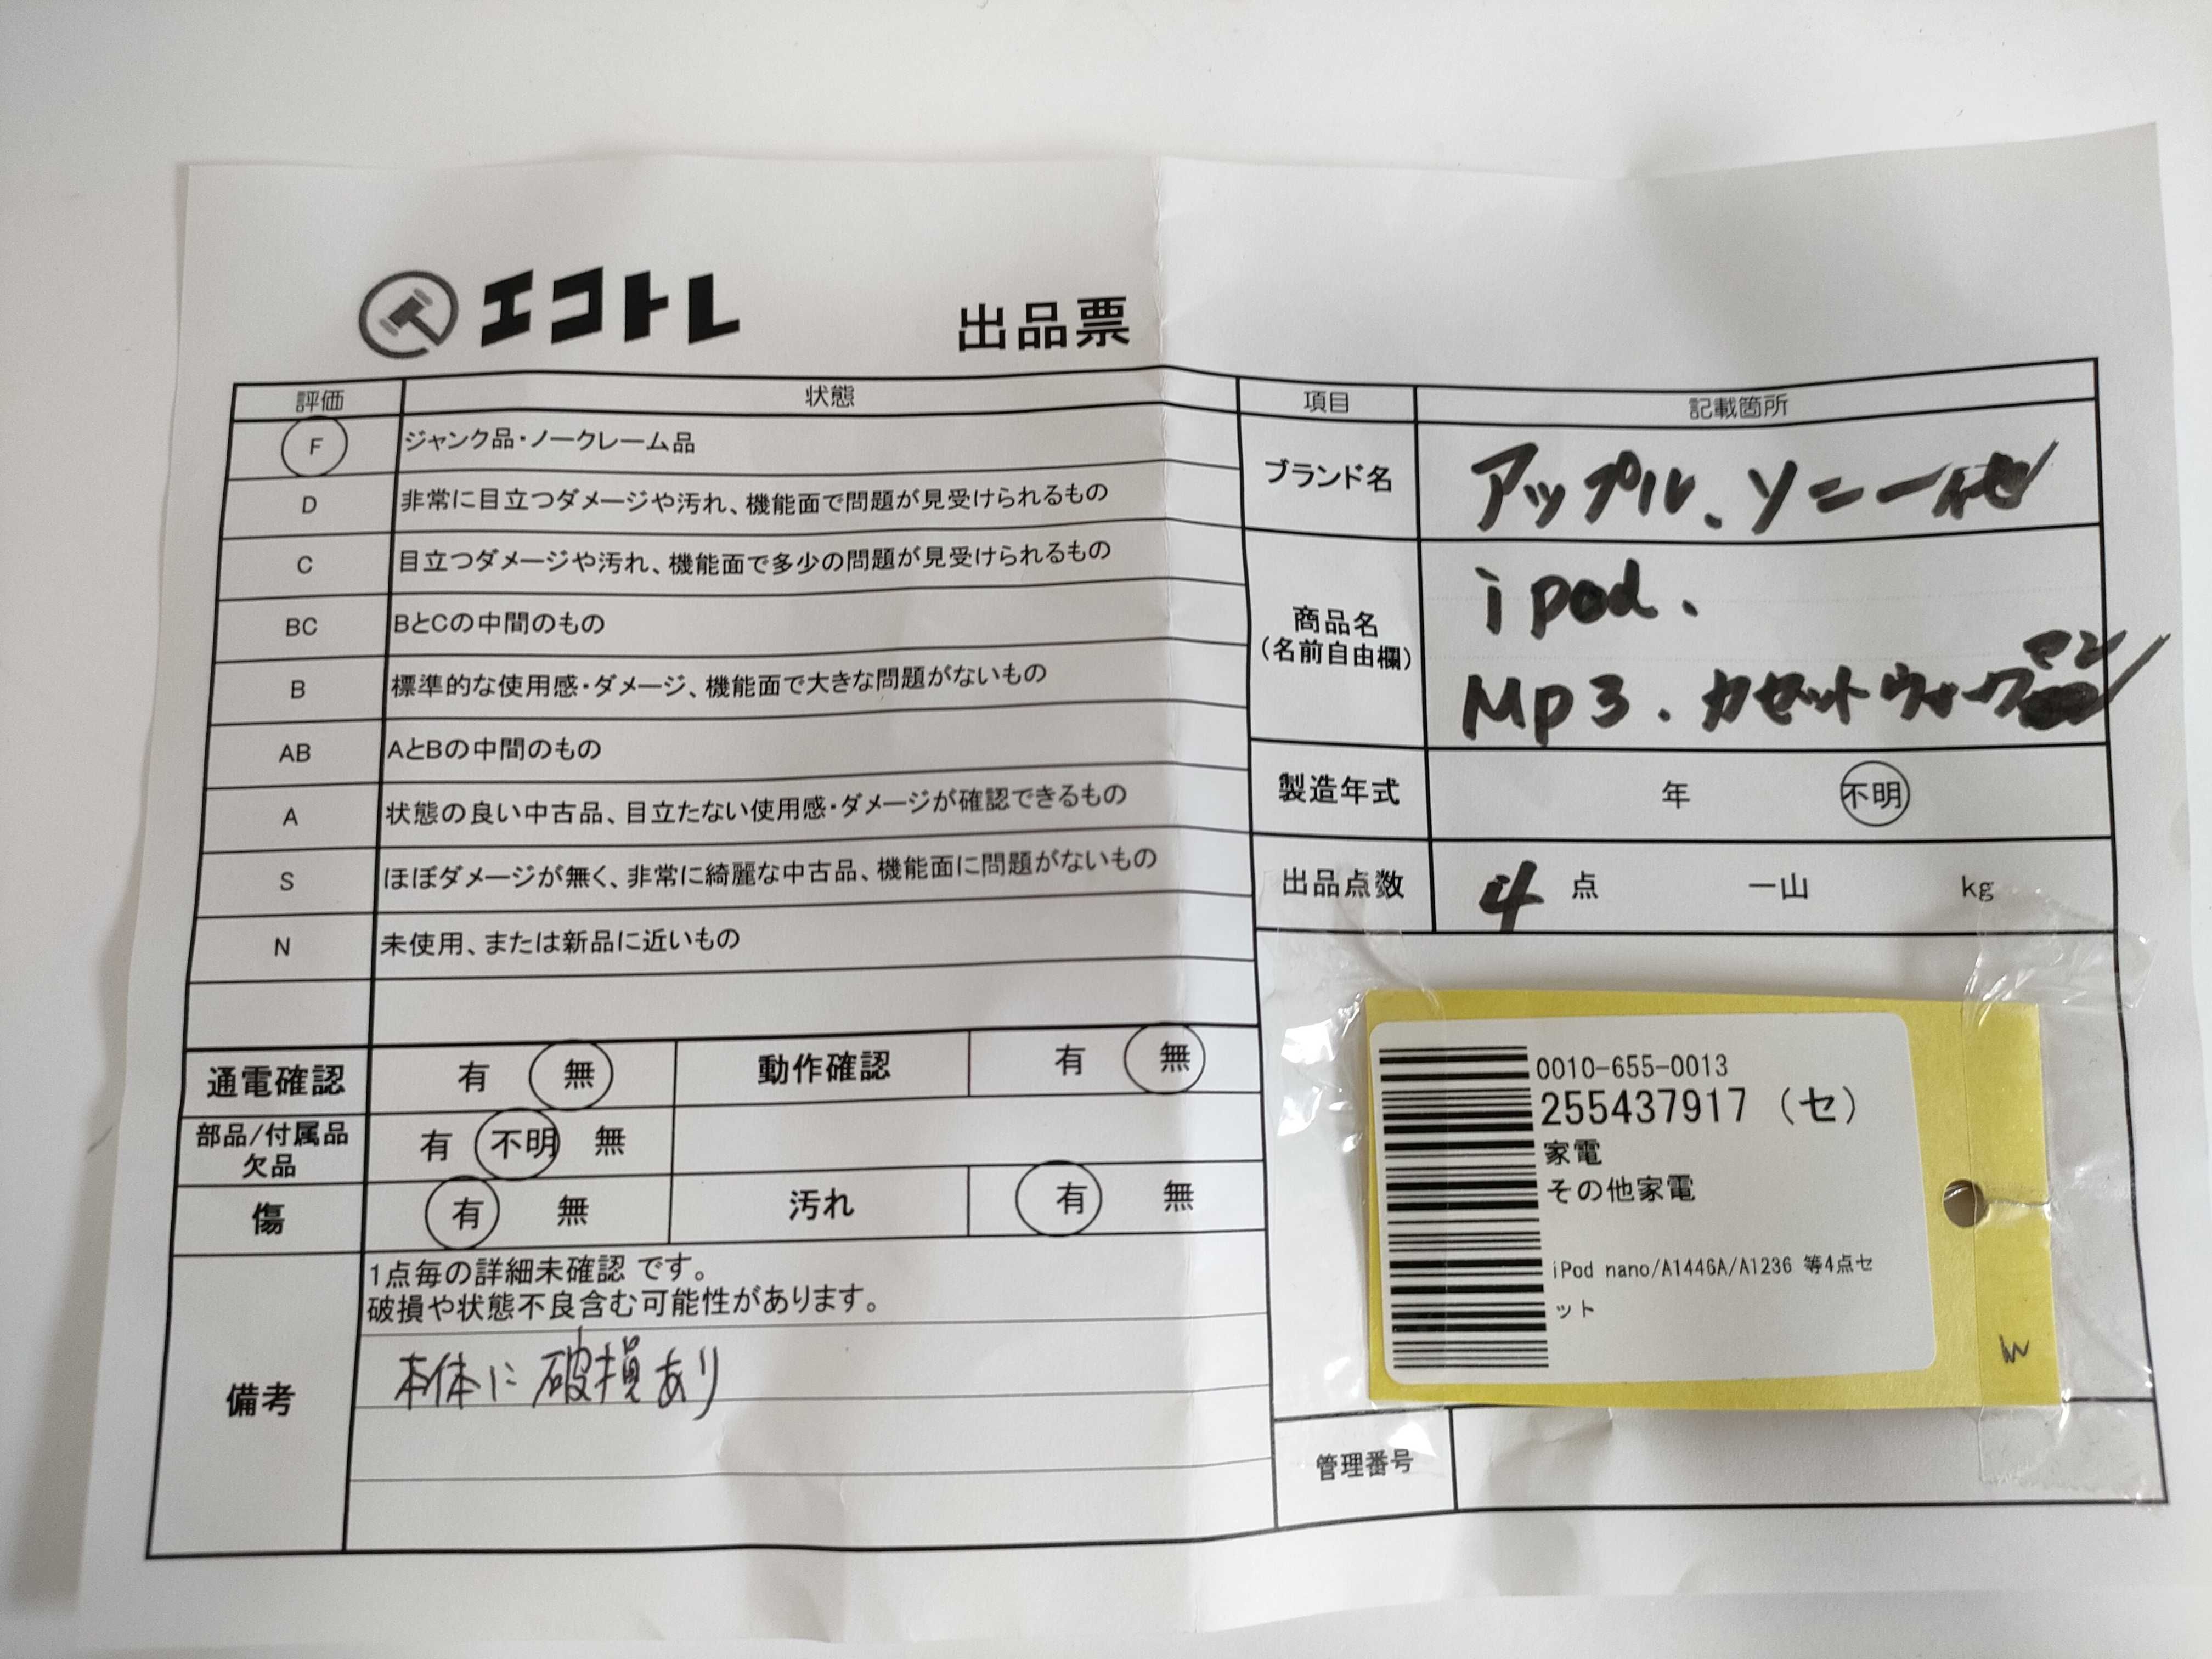 エコトレ
出品票
評価 状態
F ジャンク品・ノークレーム品
D 非常に目立つダメージや汚れ、機能面で問題が見受けられるもの
C 目立つダメージや汚れ、機能面で多少の問題が見受けられるもの
BC BとCの中間のもの
B 標準的な使用感・ダメージ、機能面で大きな問題がないもの
AB AとBの中間のもの
A 状態の良い中古品、目立たない使用感・ダメージが確認できるもの
S ほぼダメージが無く、非常に綺麗な中古品、機能面に問題がないもの
N 未使用、または新品に近いもの
通電確認 有 無 動作確認 有 無
部品/付属品
欠品
有 不明 無
傷 有 無 汚れ 有 無
備考
1点毎の詳細未確認 です。
破損や状態不良含む可能性があります。
本体に破損あり
項目 記載箇所
ブランド名 アップル、ソニー他
商品名
(名前自由欄)
ipod、
Mp3．カセットウォークマン
製造年式 年 不明
出品点数 4 点 一山 kg
0010-655-0013
255437917 (セ)
家電
その他家電
iPod nano/A1446A/A1236 等4点セ
ット
管理番号